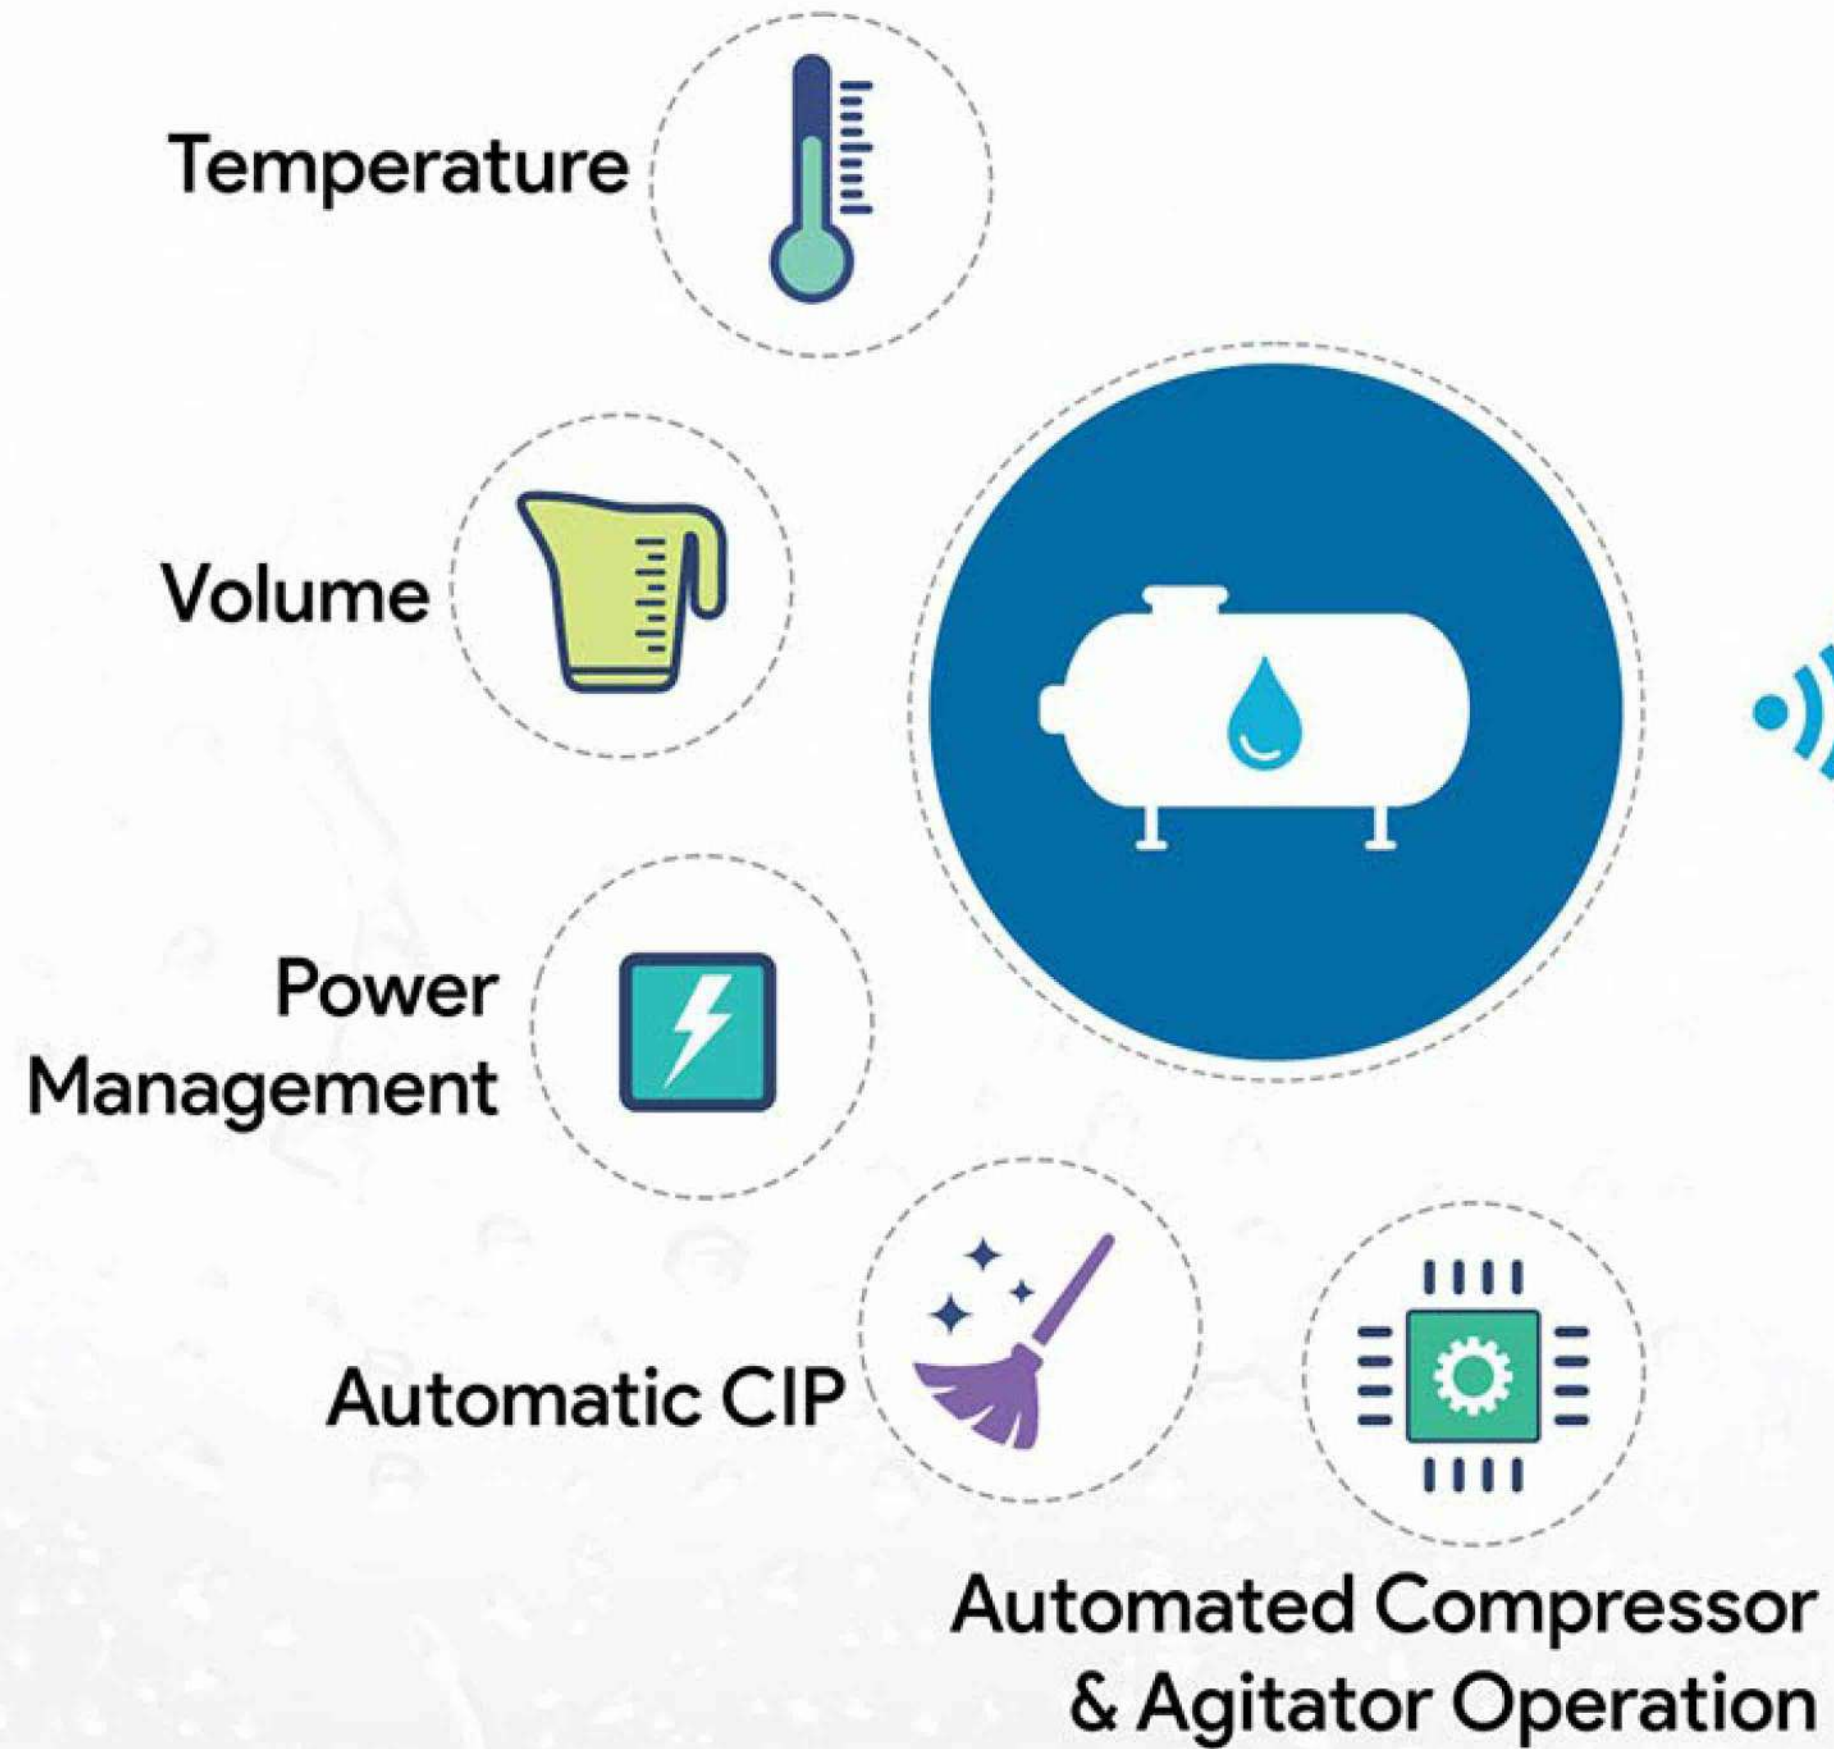 Temperature
Volume
Power
Management
Automatic CIP
Automated Compressor
& Agitator Operation